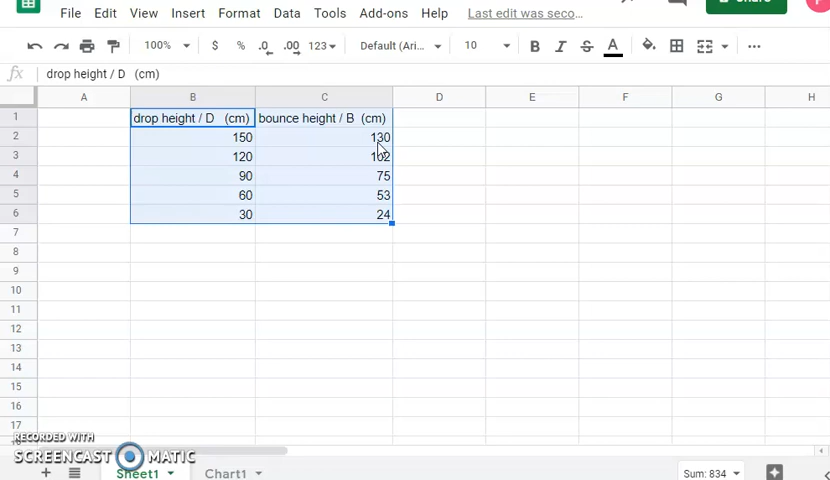 File Edit View Insert Format Data Tools Add-ons Help Last edit was seco...
100% $ % .0 .00 123 Default (Ari... 10 B I S A ...
fx drop height / D (cm)
A B C D E F G H
1 drop height / D (cm) bounce height / B (cm)
2 150 130
3 120 102
4 90 75
5 60 53
6 30 24
7
8
9
10
11
12
13
14
15
16
17
RECORDED WITH
SCREENCAST MATIC
+ Sheet1 Chart1 Sum: 834